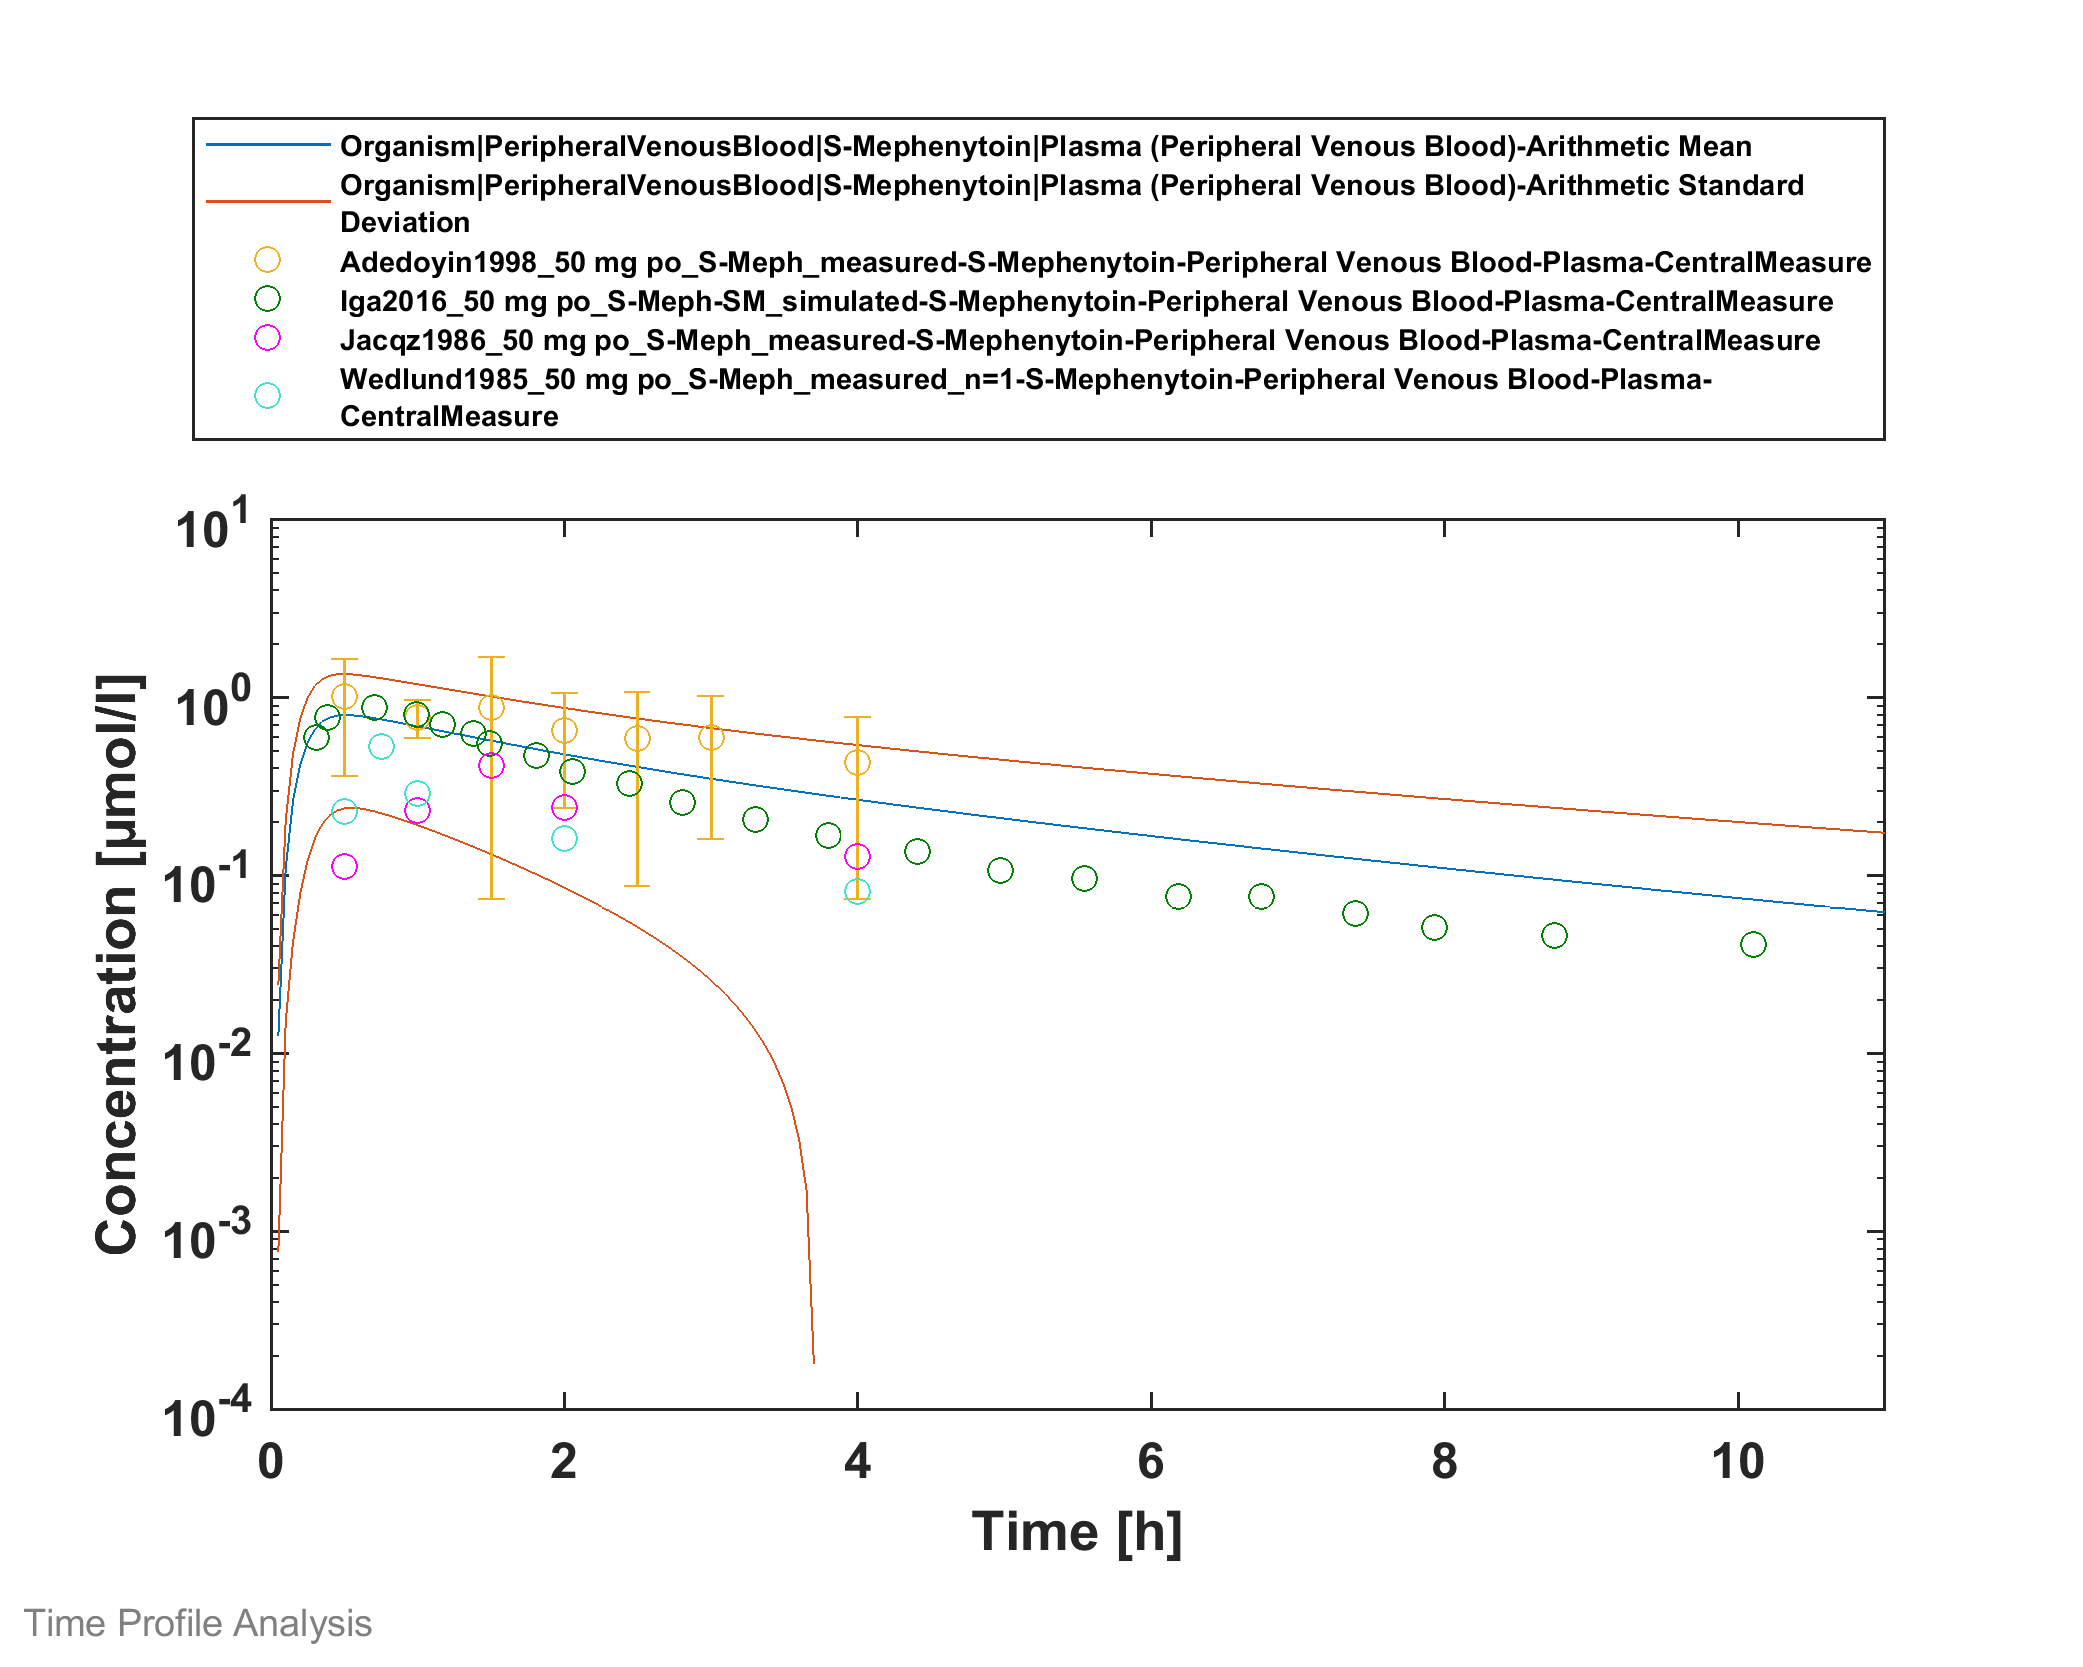 Organism|PeripheralVenousBlood|S-Mephenytoin|Plasma (Peripheral Venous Blood)-Arithmetic Mean
Organism|PeripheralVenousBlood|S-Mephenytoin|Plasma (Peripheral Venous Blood)-Arithmetic Standard
Deviation
Adedoyin1998_50 mg po_S-Meph_measured-S-Mephenytoin-Peripheral Venous Blood-Plasma-CentralMeasure
Iga2016_50 mg po_S-Meph-SM_simulated-S-Mephenytoin-Peripheral Venous Blood-Plasma-CentralMeasure
Jacqz1986_50 mg po_S-Meph_measured-S-Mephenytoin-Peripheral Venous Blood-Plasma-CentralMeasure
Wedlund1985_50 mg po_S-Meph_measured_n=1-S-Mephenytoin-Peripheral Venous Blood-Plasma-
CentralMeasure
10^1
10^0
10^-1
10^-2
10^-3
10^-4
Concentration [µmol/l]
0 2 4 6 8 10
Time [h]
Time Profile Analysis